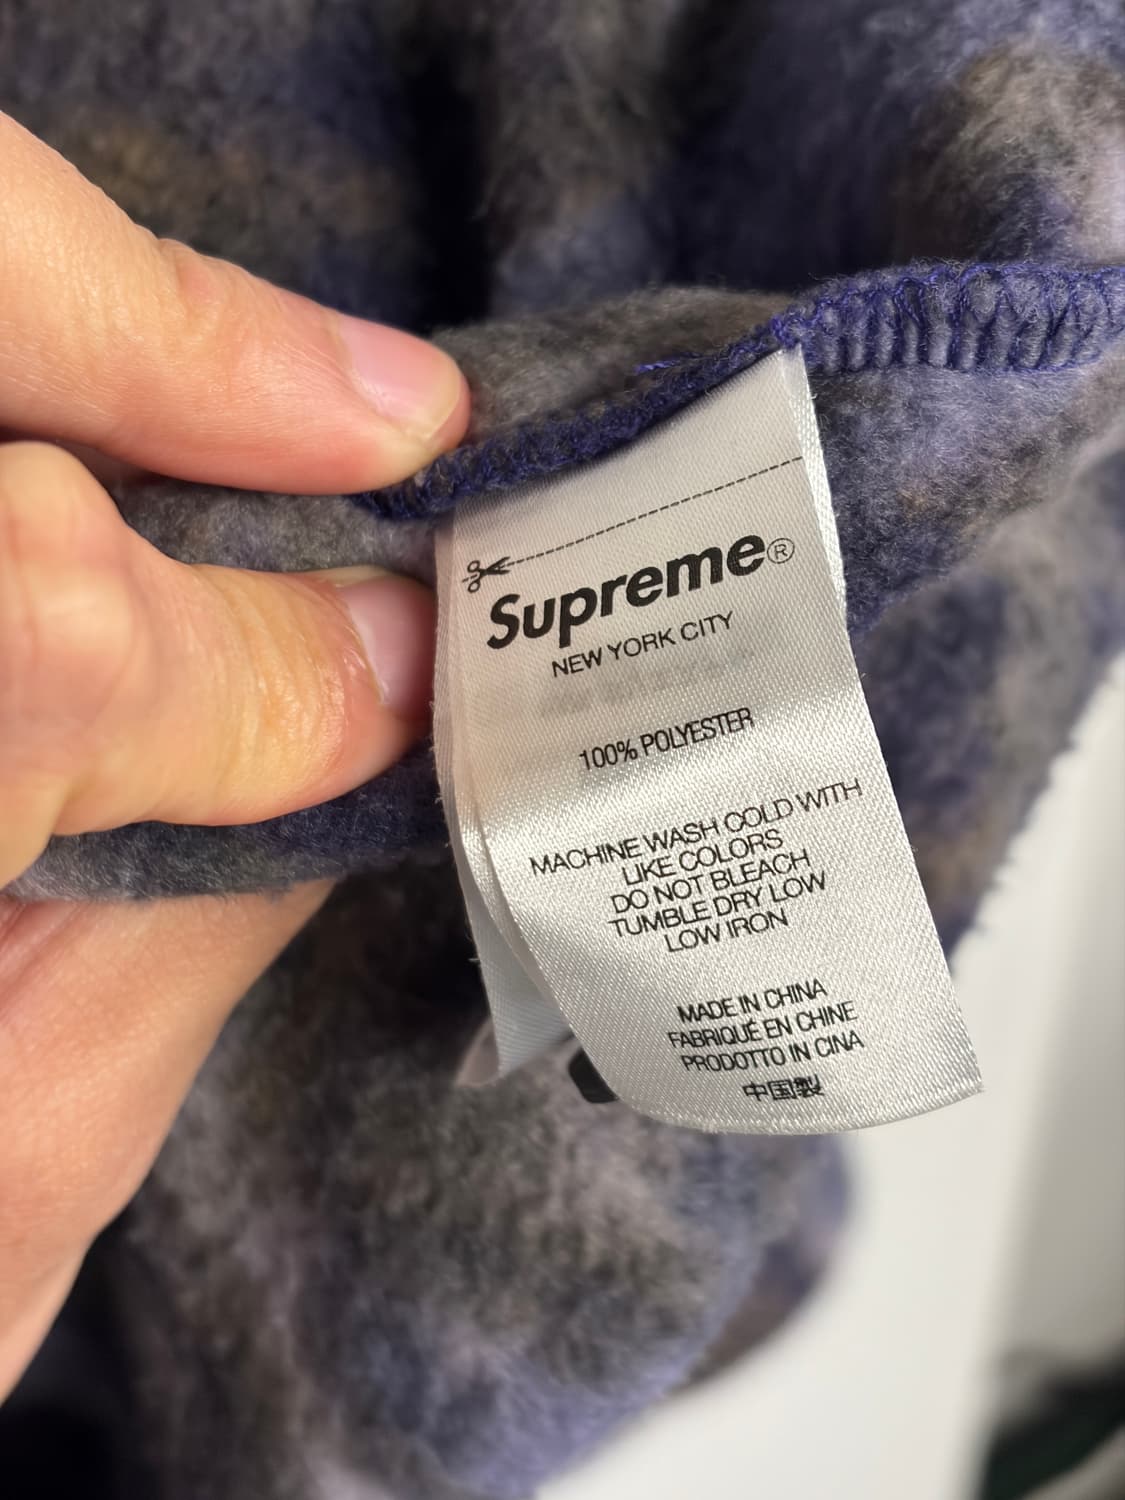 Supreme®
NEW YORK CITY
100% POLYESTER
MACHINE WASH COLD WITH
LIKE COLORS
DO NOT BLEACH
TUMBLE DRY LOW
LOW IRON
MADE IN CHINA
FABRIQUÉ EN CHINE
PRODOTTO IN CINA
中国製